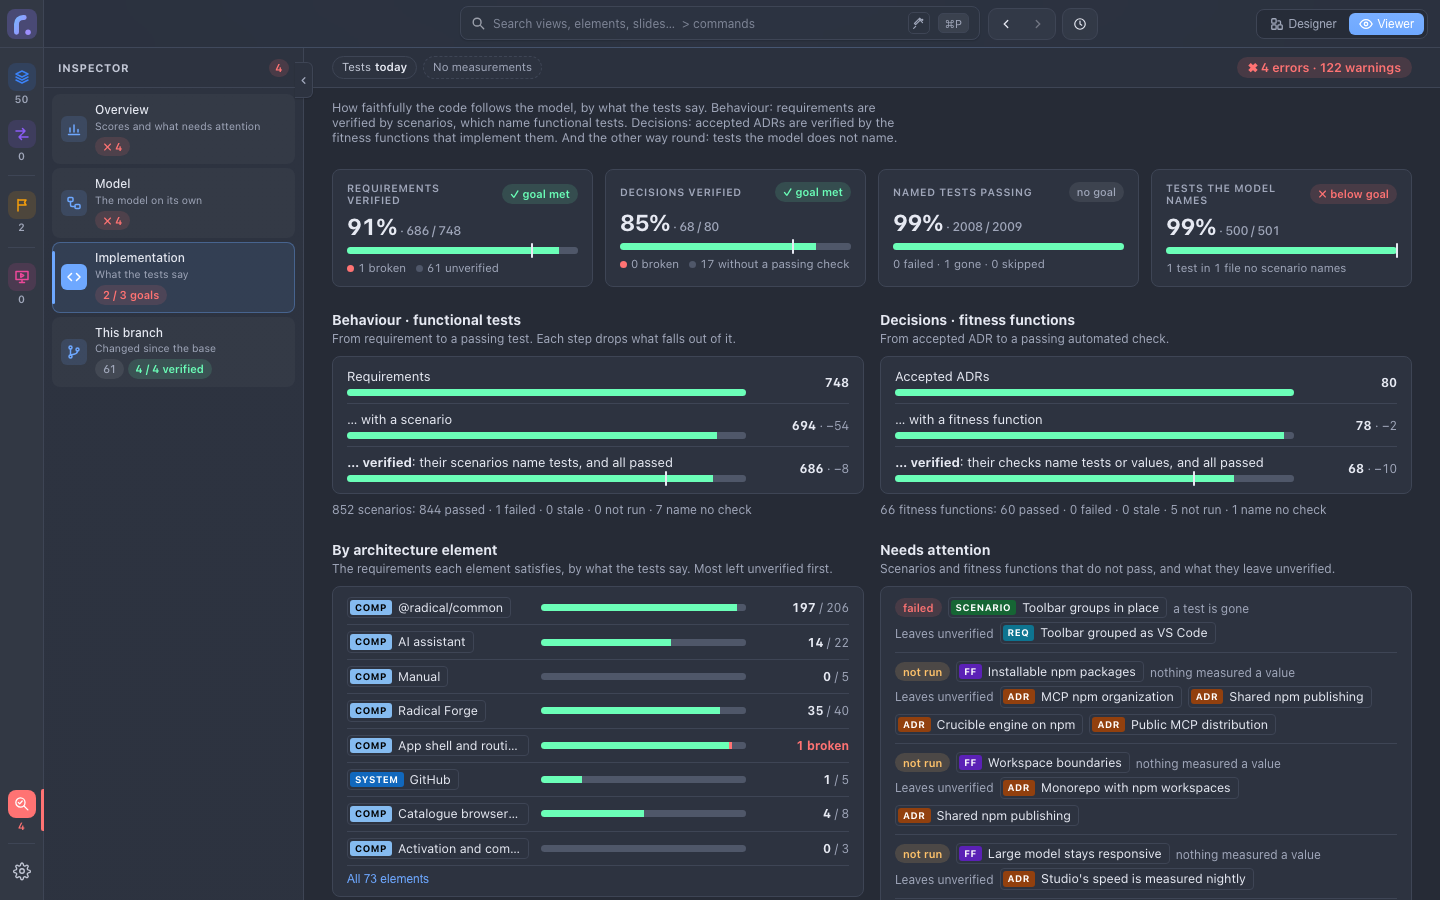 Search views, elements, slides... > commands
⌘P
Designer
Viewer
50
0
2
0
4
INSPECTOR
4
Overview
Scores and what needs attention
✕ 4
Model
The model on its own
✕ 4
Implementation
What the tests say
2 / 3 goals
This branch
Changed since the base
61
4 / 4 verified
Tests today
No measurements
✖ 4 errors · 122 warnings
How faithfully the code follows the model, by what the tests say. Behaviour: requirements are
verified by scenarios, which name functional tests. Decisions: accepted ADRs are verified by the
fitness functions that implement them. And the other way round: tests the model does not name.
REQUIREMENTS
VERIFIED
✓ goal met
91% · 686 / 748
1 broken
61 unverified
DECISIONS VERIFIED
✓ goal met
85% · 68 / 80
0 broken
17 without a passing check
NAMED TESTS PASSING
no goal
99% · 2008 / 2009
0 failed · 1 gone · 0 skipped
TESTS THE MODEL
NAMES
✕ below goal
99% · 500 / 501
1 test in 1 file no scenario names
Behaviour · functional tests
From requirement to a passing test. Each step drops what falls out of it.
Requirements
748
... with a scenario
694 · −54
... verified: their scenarios name tests, and all passed
686 · −8
852 scenarios: 844 passed · 1 failed · 0 stale · 0 not run · 7 name no check
Decisions · fitness functions
From accepted ADR to a passing automated check.
Accepted ADRs
80
... with a fitness function
78 · −2
... verified: their checks name tests or values, and all passed
68 · −10
66 fitness functions: 60 passed · 0 failed · 0 stale · 5 not run · 1 name no check
By architecture element
The requirements each element satisfies, by what the tests say. Most left unverified first.
COMP @radical/common
197 / 206
COMP AI assistant
14 / 22
COMP Manual
0 / 5
COMP Radical Forge
35 / 40
COMP App shell and routi...
1 broken
SYSTEM GitHub
1 / 5
COMP Catalogue browser...
4 / 8
COMP Activation and com...
0 / 3
All 73 elements
Needs attention
Scenarios and fitness functions that do not pass, and what they leave unverified.
failed SCENARIO Toolbar groups in place a test is gone
Leaves unverified REQ Toolbar grouped as VS Code
not run FF Installable npm packages nothing measured a value
Leaves unverified ADR MCP npm organization ADR Shared npm publishing
ADR Crucible engine on npm ADR Public MCP distribution
not run FF Workspace boundaries nothing measured a value
Leaves unverified ADR Monorepo with npm workspaces
ADR Shared npm publishing
not run FF Large model stays responsive nothing measured a value
Leaves unverified ADR Studio's speed is measured nightly